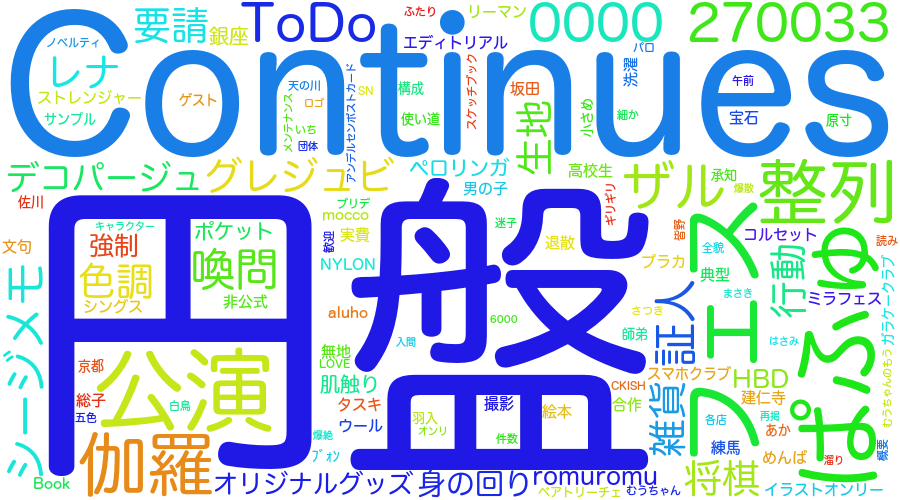 Continues
ToDo
0000
270033
要請
銀座
ふたり
リーマン
ノベルティ
エディトリアル
パロ
レナ
天の川
アンデルセンポストカード
SN
構成
スケッチブック
坂田
洗濯
午前
ストレンジャー
ゲスト
ロゴ
メンテナンス
サンプル
いち
団体
使い道
生地
小さめ
細か
宝石
原寸
デコパージュ
グレジュビ
ペロリンガ
男の子
高校生
ザル
承知
爆散
整列
佐川
プリデ
mocco
ギリギリ
皆野
コルセット
読み
文句
キャラクター
強制
ポケット
歓迎
実費
迷子
退散
全貌
円盤
色調
喚問
NYLON
プラカ
典型
フェス
行動
ぱふゅ
ガラケークラブ
シングス
非公式
まさき
ミラフェス
シージメモ
aluho
6000
証人
さつき
師弟
はさみ
公演
入間
無地
LOVE
むうちゃんのもう
京都
肌触り
CKISH
スマホクラブ
HBD
総子
白鳥
タスキ
撮影
絵本
合作
雑貨
建仁寺
五色
伽羅
ウール
羽入
オンリ
各店
再掲
あか
概要
爆絶
件数
練馬
ブォン
めんば
溜り
Book
オリジナルグッズ
身の回り
romuromu
むうちゃん
将棋
イラストオンリー
ベアトリーチェ